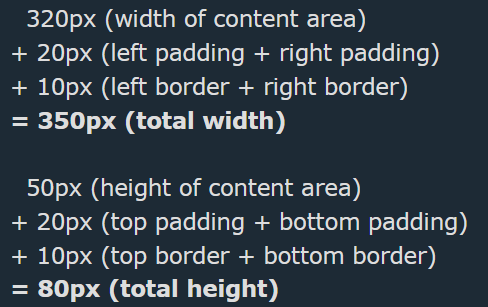 320px (width of content area)
+ 20px (left padding + right padding)
+ 10px (left border + right border)
= 350px (total width)
50px (height of content area)
+ 20px (top padding + bottom padding)
+ 10px (top border + bottom border)
= 80px (total height)